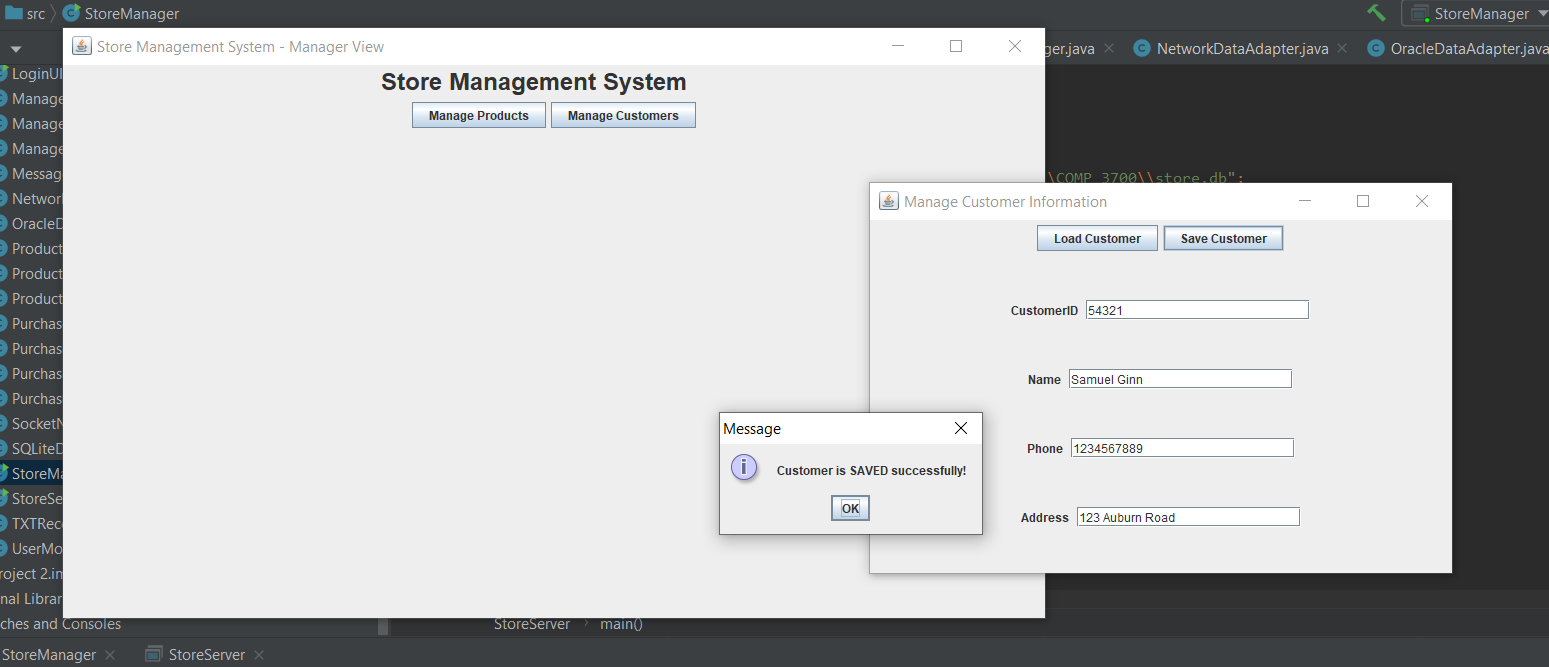 src StoreManager
StoreManager
Store Management System - Manager View
ger.java NetworkDataAdapter.java OracleDataAdapter.java
Store Management System
Manage Products Manage Customers
LoginUI
Manage
Manage
Manage
Messag
Networ
OracleD
Product
Product
Product
Purchas
Purchas
Purchas
Purchas
SocketN
SQLiteD
StoreMa
StoreSe
TXTRece
UserMo
roject 2.im
nal Librar
ches and Consoles
\COMP_3700\\store.db";
Manage Customer Information
Load Customer Save Customer
CustomerID 54321
Name Samuel Ginn
Phone 1234567889
Address 123 Auburn Road
Message
Customer is SAVED successfully!
OK
StoreServer main()
StoreManager StoreServer